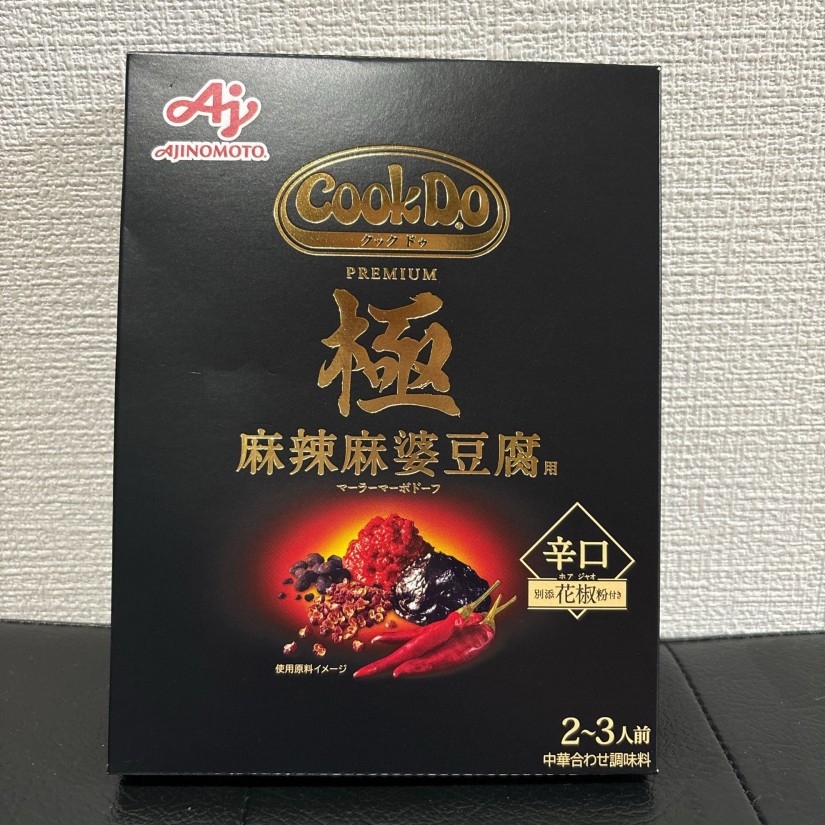 Aj
AJINOMOTO®
CookDo®
クック ドゥ
PREMIUM
極
麻辣麻婆豆腐用
マーラーマーボドーフ
辛口
ホア ジャオ
別添 花椒粉付き
使用原料イメージ
2~3人前
中華合わせ調味料